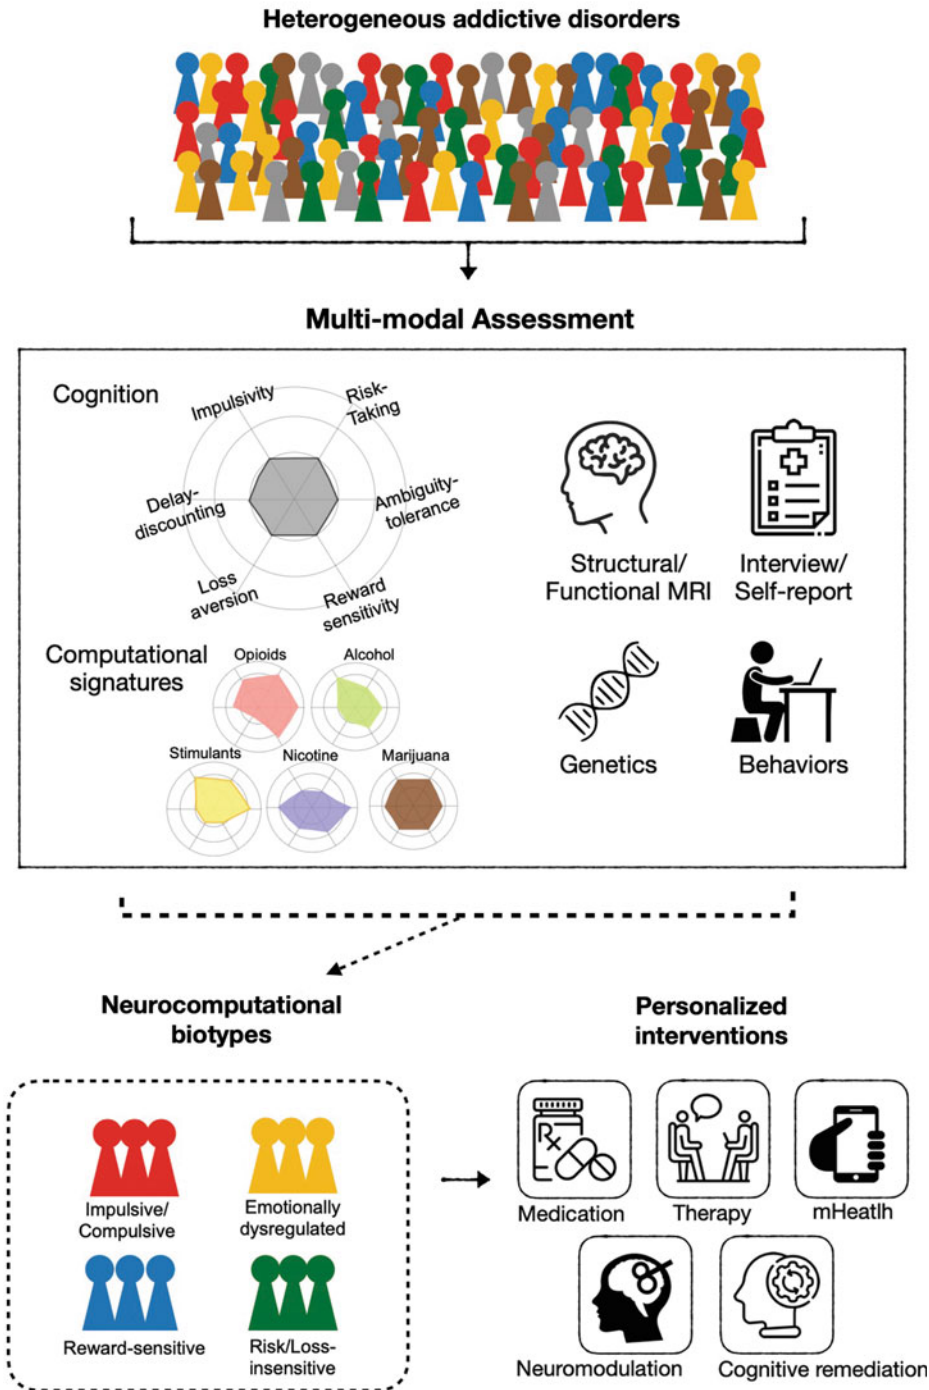 Heterogeneous addictive disorders
Multi-modal Assessment
Cognition
Impulsivity
Risk-
Taking
Delay-
discounting
Ambiguity-
tolerance
Loss
aversion
Reward
sensitivity
Structural/
Functional MRI
Interview/
Self-report
Computational
signatures
Opioids
Alcohol
Stimulants
Nicotine
Marijuana
Genetics
Behaviors
Neurocomputational
biotypes
Personalized
interventions
Impulsive/
Compulsive
Emotionally
dysregulated
Reward-sensitive
Risk/Loss-
insensitive
Rx
Medication
Therapy
mHeatlh
Neuromodulation
Cognitive remediation